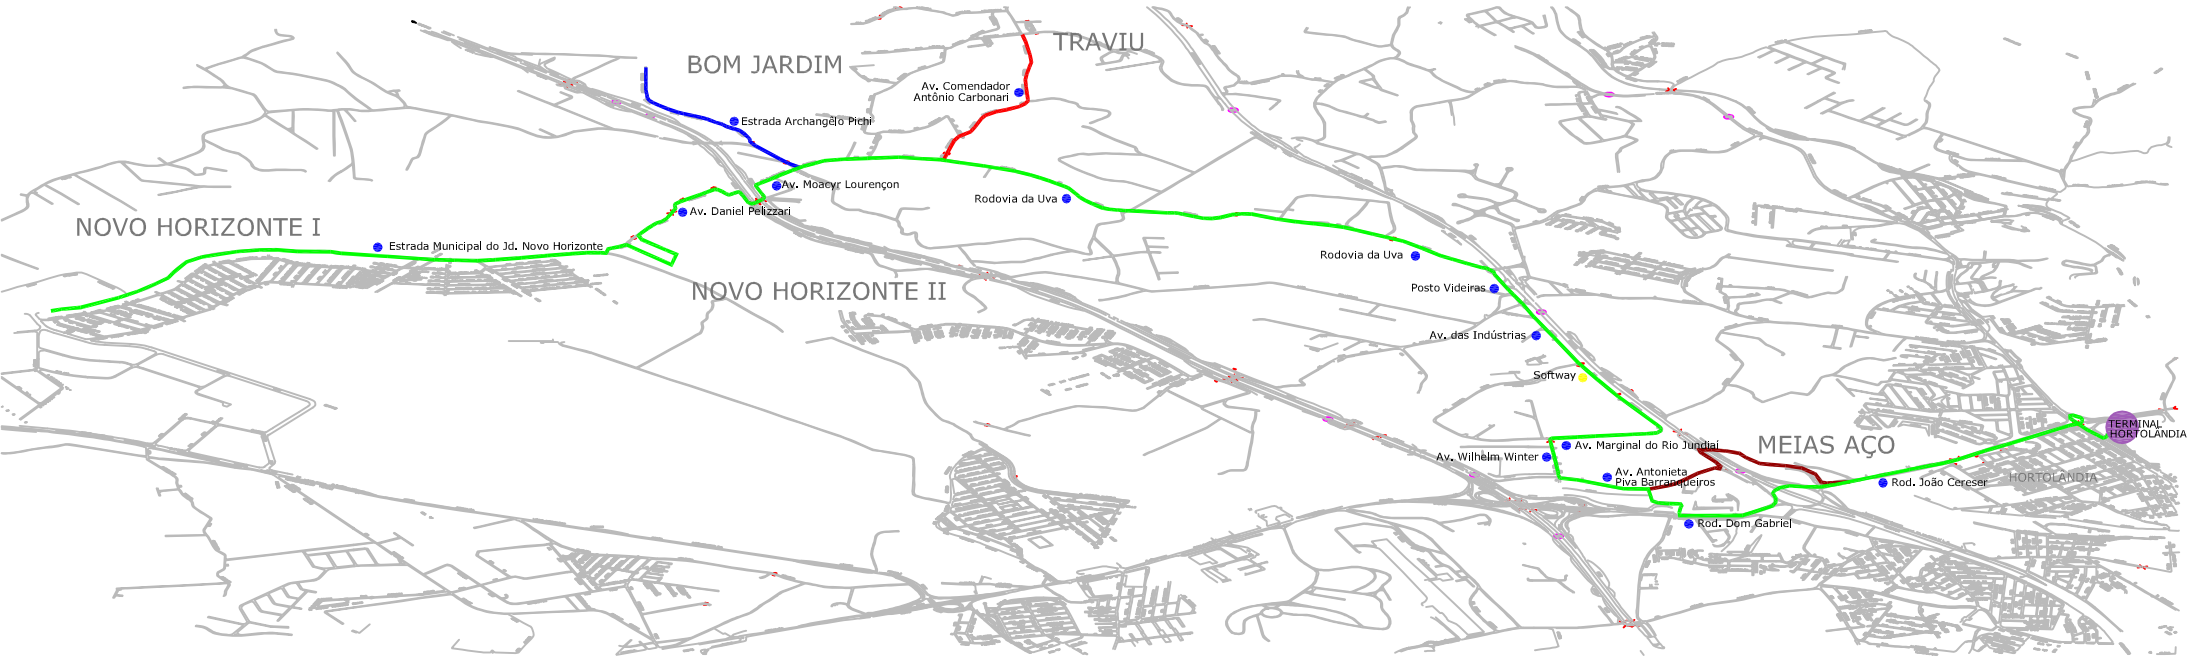 TRAVIU
BOM JARDIM
Av. Comendador
Antônio Carbonari
Estrada Archangelo Pichi
Av. Moacyr Lourençon
Rodovia da Uva
Av. Daniel Pelizzari
NOVO HORIZONTE I
Estrada Municipal do Jd. Novo Horizonte
Rodovia da Uva
NOVO HORIZONTE II
Posto Videiras
Av. das Indústrias
Softway
TERMINAL
HORTOLÂNDIA
Av. Marginal do Rio Jundiaí
MEIAS AÇO
Av. Wilhelm Winter
Av. Antonieta
Piva Barranqueiros
HORTOLÂNDIA
Rod. João Cereser
Rod. Dom Gabriel